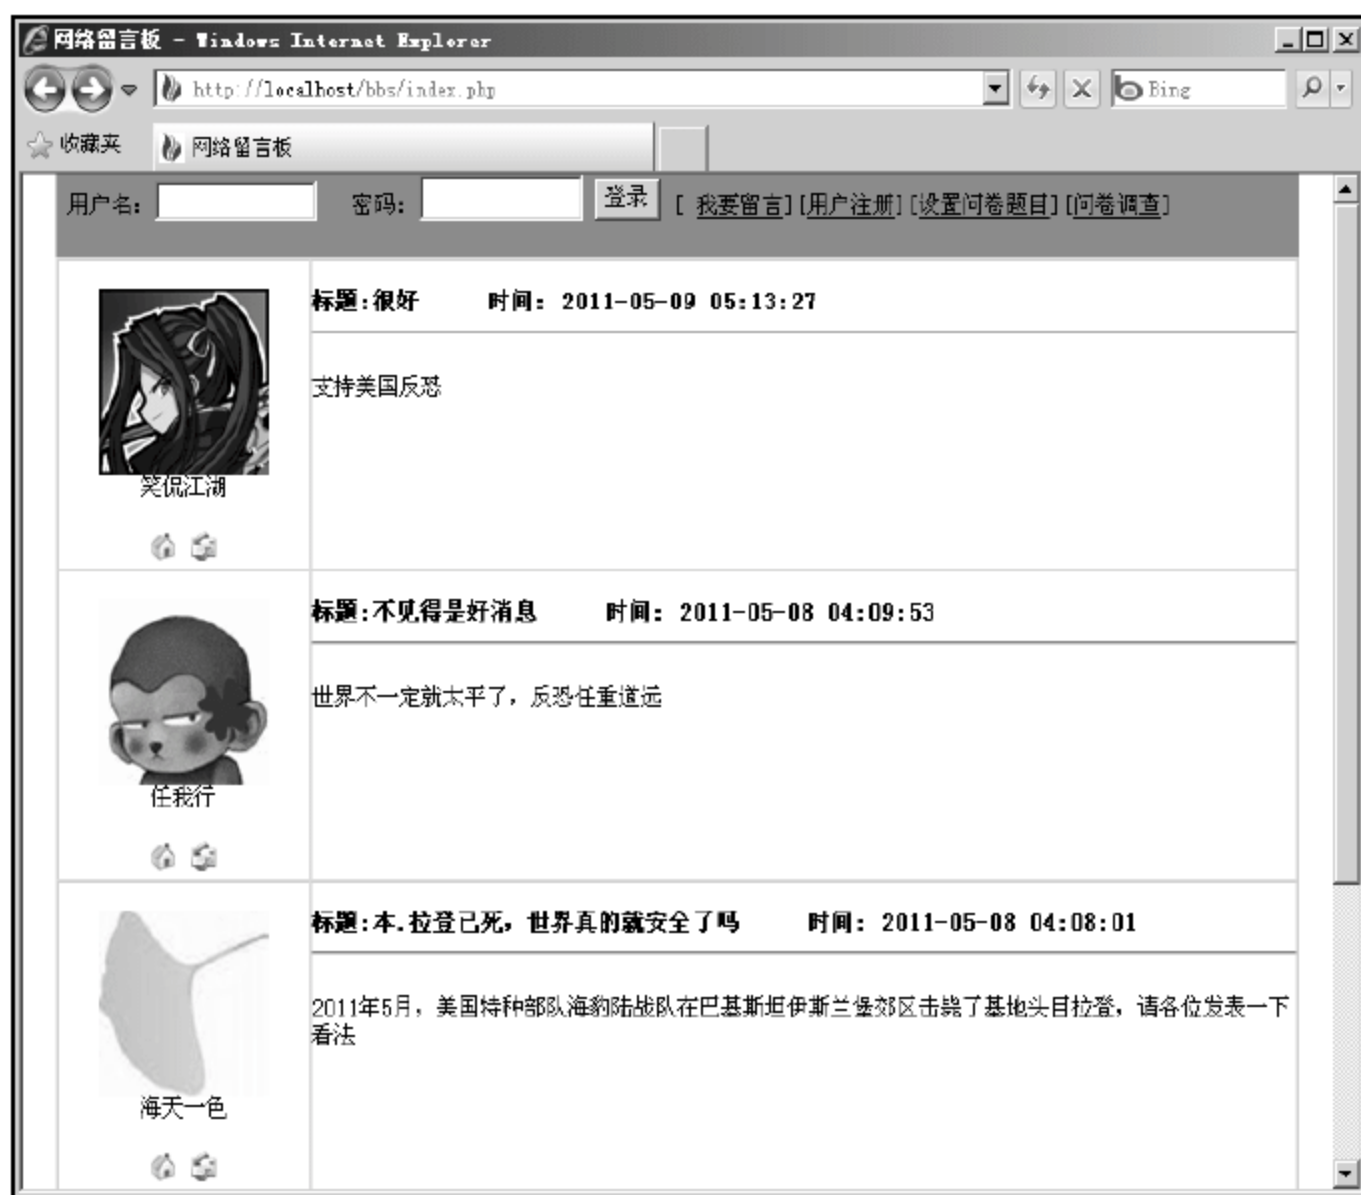 网络留言板 - Windows Internet Explorer
http://localhost/bbs/index.php
Bing
收藏夹
网络留言板
用户名: 密码: 登录 [ 我要留言][用户注册][设置问卷题目][问卷调查]
标题:很好 时间: 2011-05-09 05:13:27
支持美国反恐
笑侃江湖
标题:不见得是好消息 时间: 2011-05-08 04:09:53
世界不一定就太平了，反恐任重道远
任我行
标题:本.拉登已死，世界真的就安全了吗 时间: 2011-05-08 04:08:01
2011年5月，美国特种部队海豹陆战队在巴基斯坦伊斯兰堡郊区击毙了基地头目拉登，请各位发表一下
看法
海天一色